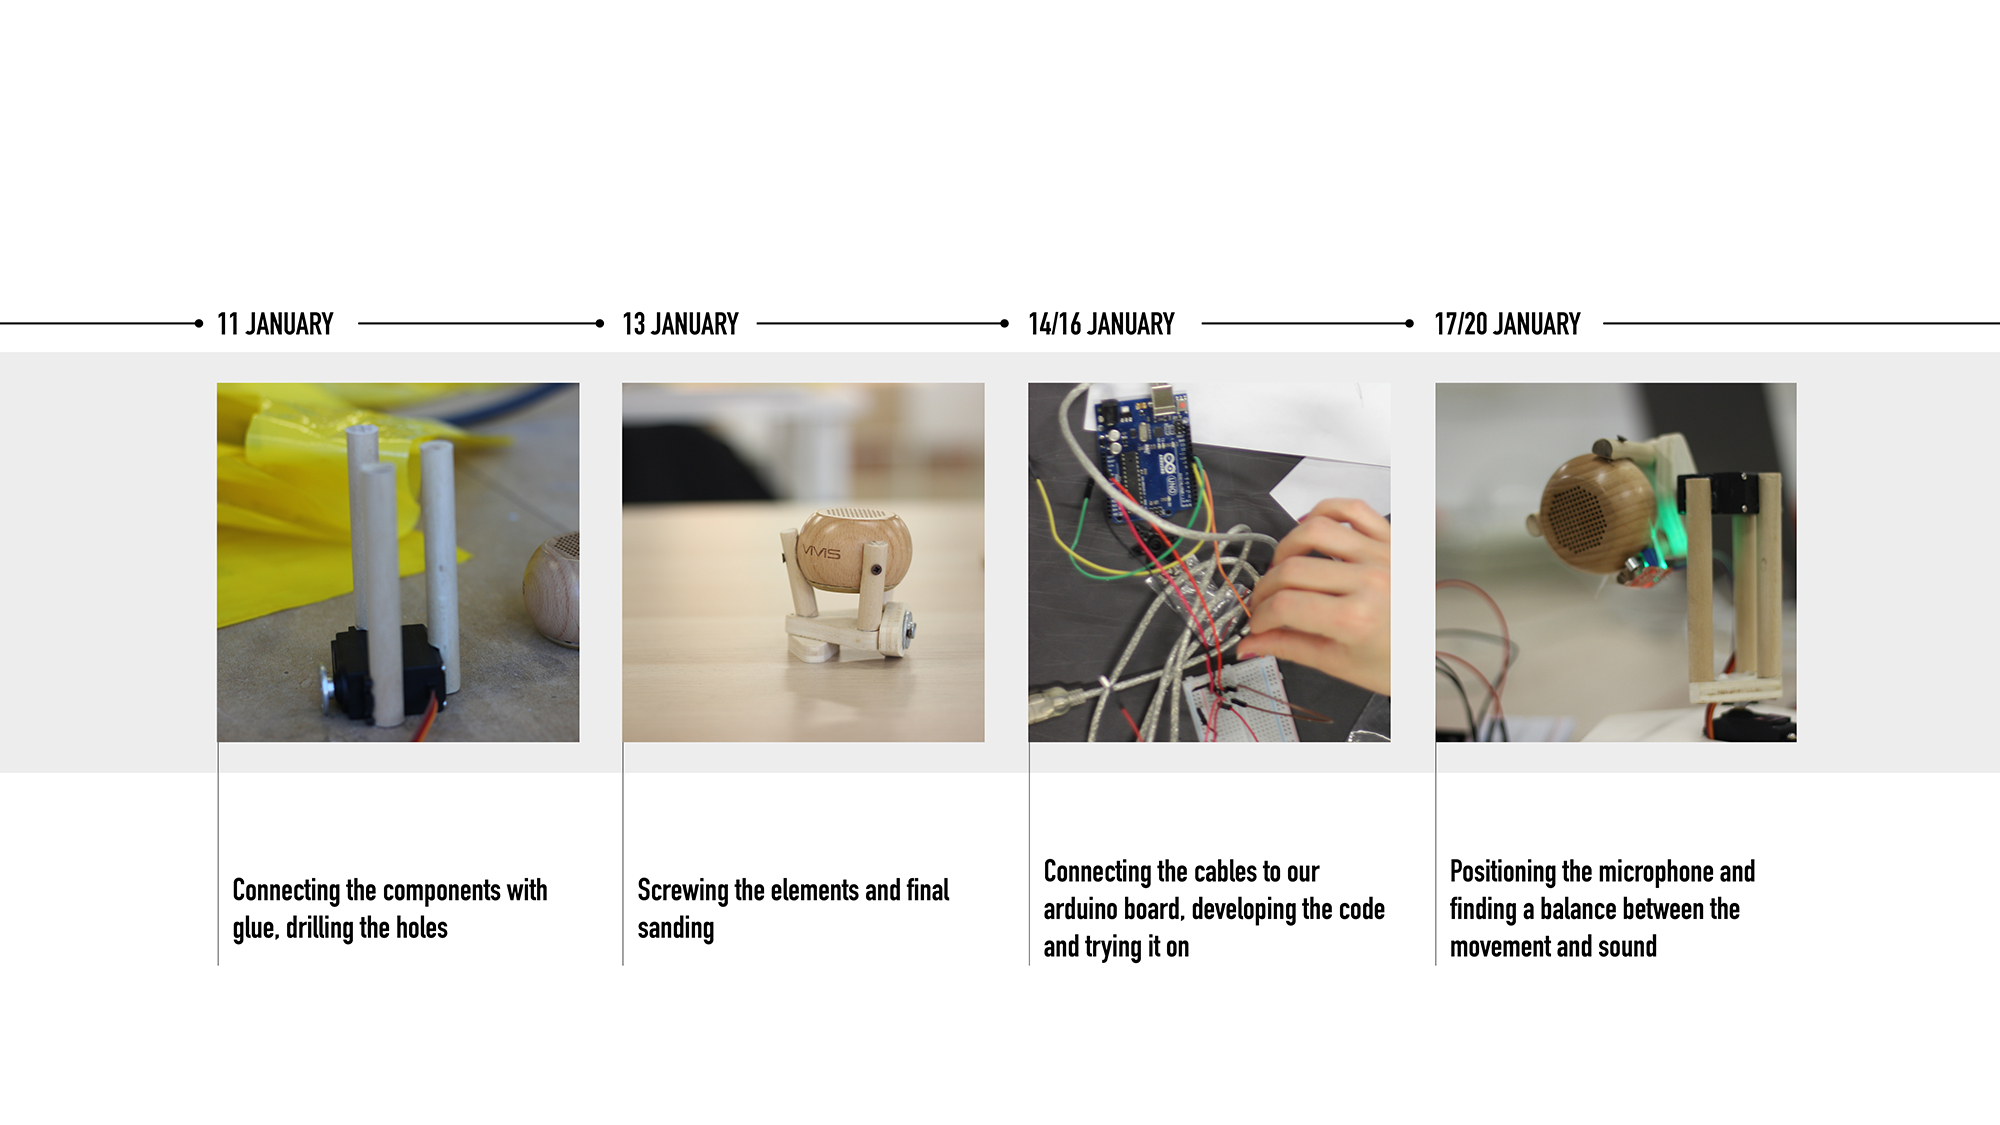 11 JANUARY
13 JANUARY
14/16 JANUARY
17/20 JANUARY
ViViS
UNO
Connecting the components with
glue, drilling the holes
Screwing the elements and final
sanding
Connecting the cables to our
arduino board, developing the code
and trying it on
Positioning the microphone and
finding a balance between the
movement and sound